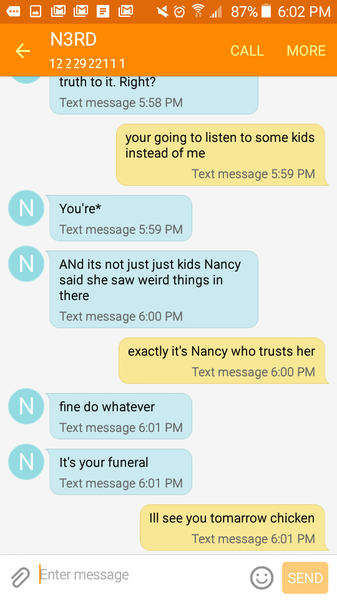 87% 6:02 PM
N3RD
1222922111
CALL MORE
truth to it. Right?
Text message 5:58 PM
your going to listen to some kids
instead of me
Text message 5:59 PM
N
You're*
Text message 5:59 PM
N
ANd its not just just kids Nancy
said she saw weird things in
there
Text message 6:00 PM
exactly it's Nancy who trusts her
Text message 6:00 PM
N
fine do whatever
Text message 6:01 PM
N
It's your funeral
Text message 6:01 PM
Ill see you tomarrow chicken
Text message 6:01 PM
Enter message
SEND